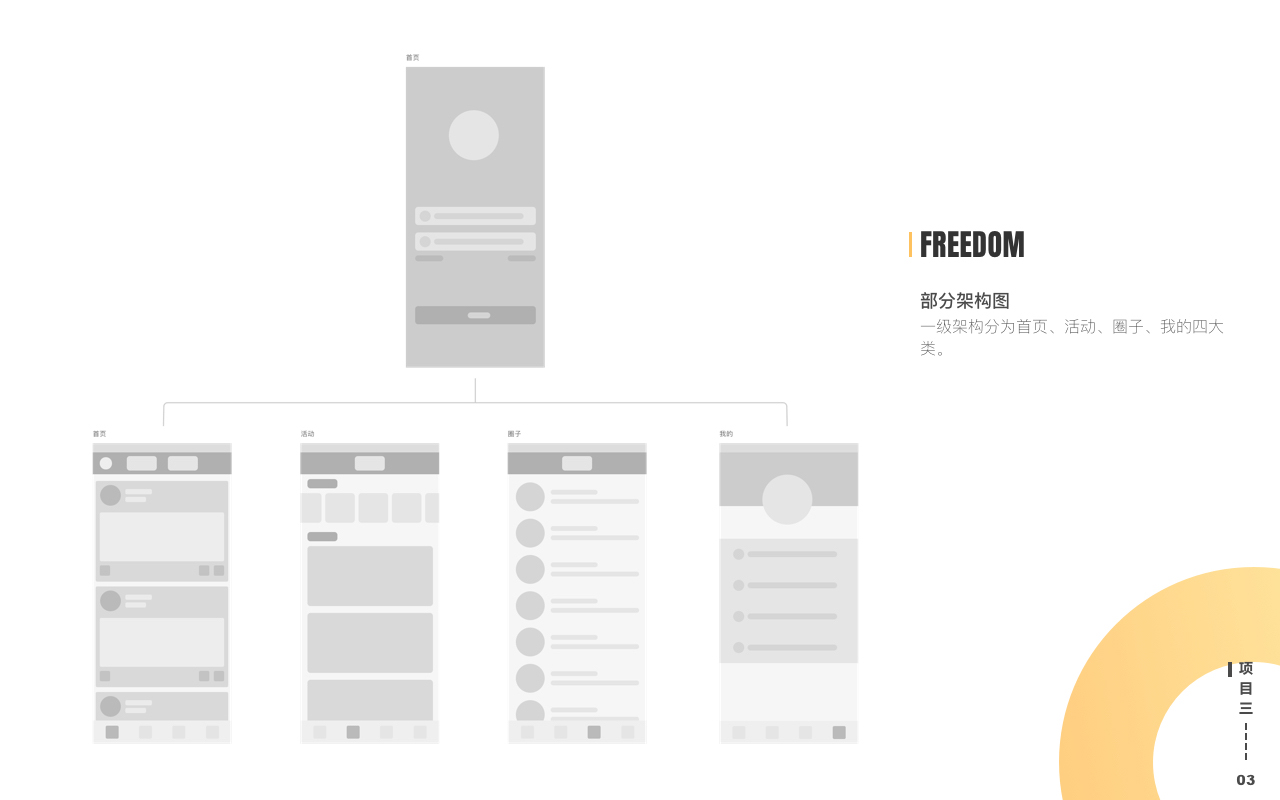 首页
FREEDOM
部分架构图
一级架构分为首页、活动、圈子、我的四大
类。
首页
活动
圈子
我的
项
目
三
03